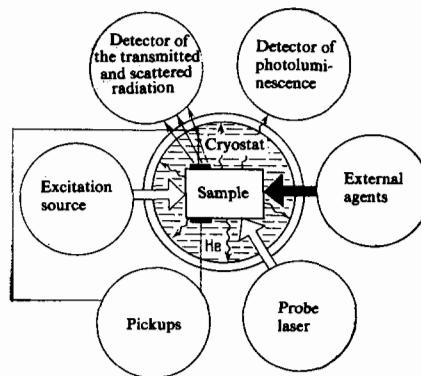 Detector of
the transmitted
and scattered
radiation
Detector of
photolumi-
nescence
Cryostat
Excitation
source
Sample
External
agents
He
Pickups
Probe
laser